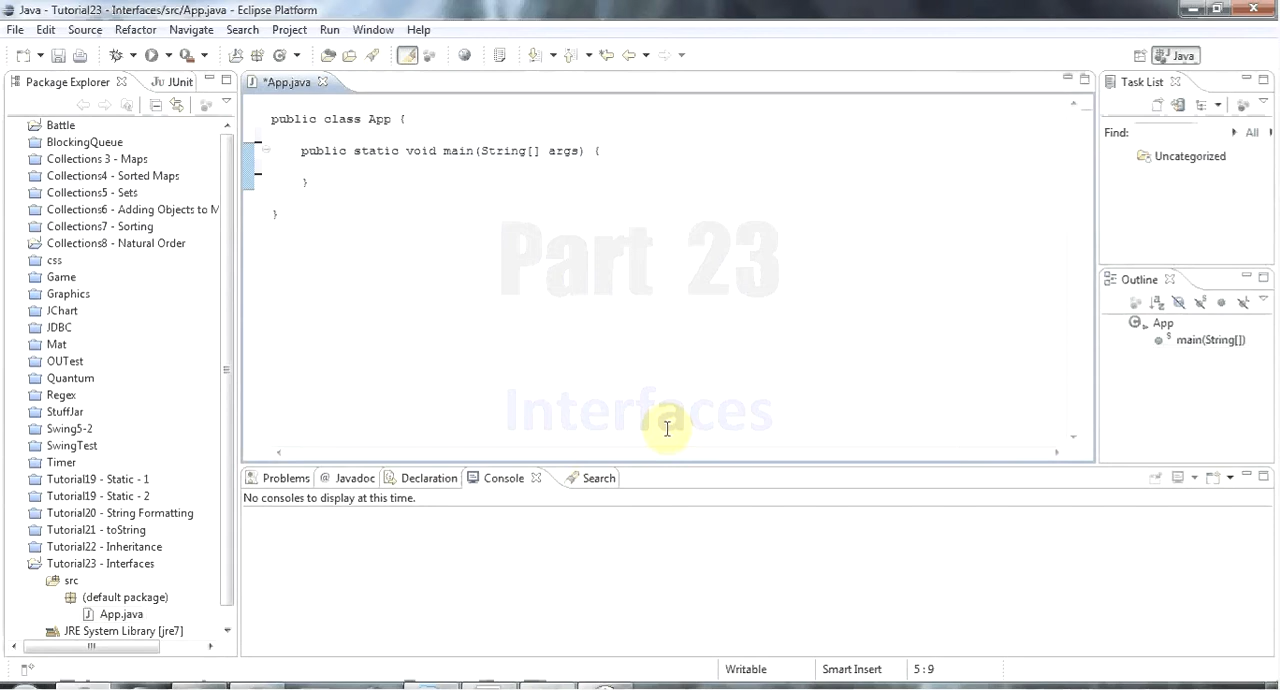 Java - Tutorial23 - Interfaces/src/App.java - Eclipse Platform
File Edit Source Refactor Navigate Search Project Run Window Help
Java
Package Explorer JUnit
*App.java
Task List
Find: All
Uncategorized
Battle
BlockingQueue
Collections 3 - Maps
Collections4 - Sorted Maps
Collections5 - Sets
Collections6 - Adding Objects to M
Collections7 - Sorting
Collections8 - Natural Order
css
Game
Graphics
JChart
JDBC
Mat
OUTest
Quantum
Regex
StuffJar
Swing5-2
SwingTest
Timer
Tutorial19 - Static - 1
Tutorial19 - Static - 2
Tutorial20 - String Formatting
Tutorial21 - toString
Tutorial22 - Inheritance
Tutorial23 - Interfaces
src
(default package)
App.java
JRE System Library [jre7]
public class App {
public static void main(String[] args) {
}
}
Part 23
Interfaces
Outline
App
main(String[])
Problems @ Javadoc Declaration Console Search
No consoles to display at this time.
Writable Smart Insert 5 : 9